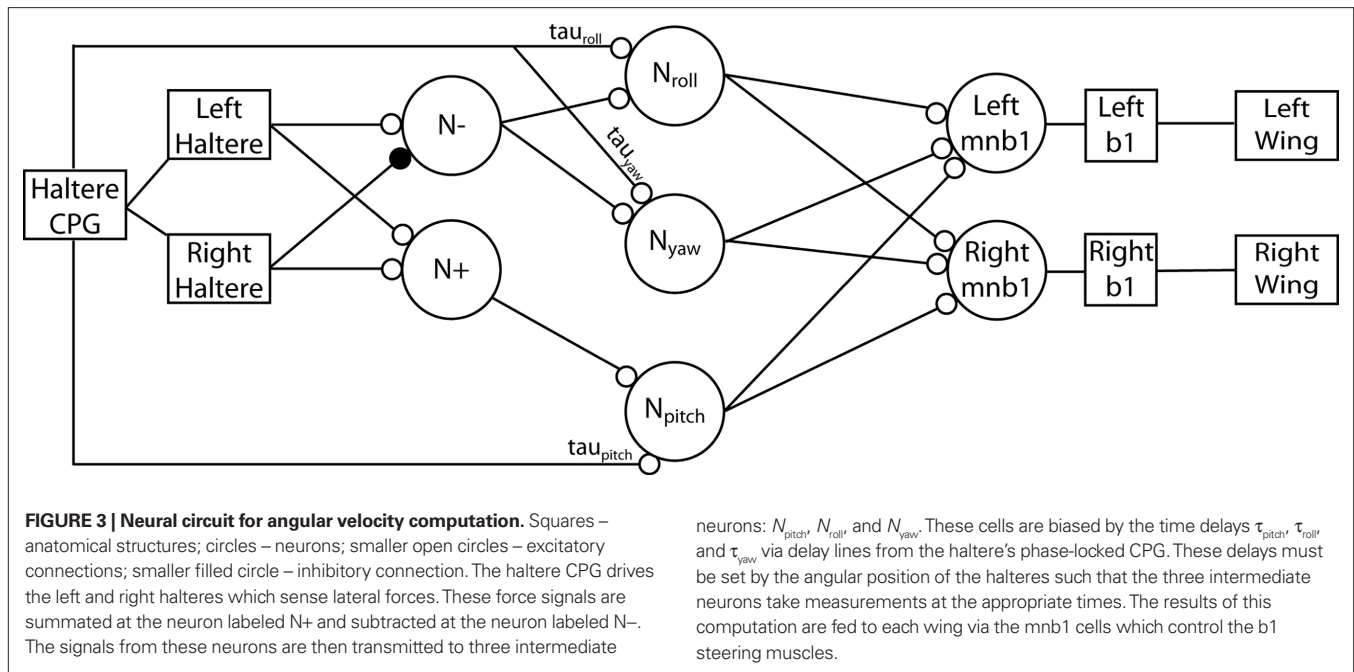 tau_roll
N_roll
Left
Haltere
N-
Left
mnb1
Left
b1
Left
Wing
tau_yaw
Haltere
CPG
N_yaw
Right
Haltere
N+
Right
mnb1
Right
b1
Right
Wing
N_pitch
tau_pitch
FIGURE 3 | Neural circuit for angular velocity computation. Squares –
anatomical structures; circles – neurons; smaller open circles – excitatory
connections; smaller filled circle – inhibitory connection. The haltere CPG drives
the left and right halteres which sense lateral forces. These force signals are
summated at the neuron labeled N+ and subtracted at the neuron labeled N–.
The signals from these neurons are then transmitted to three intermediate
neurons: N_pitch, N_roll, and N_yaw. These cells are biased by the time delays τ_pitch, τ_roll,
and τ_yaw via delay lines from the haltere's phase-locked CPG. These delays must
be set by the angular position of the halteres such that the three intermediate
neurons take measurements at the appropriate times. The results of this
computation are fed to each wing via the mnb1 cells which control the b1
steering muscles.